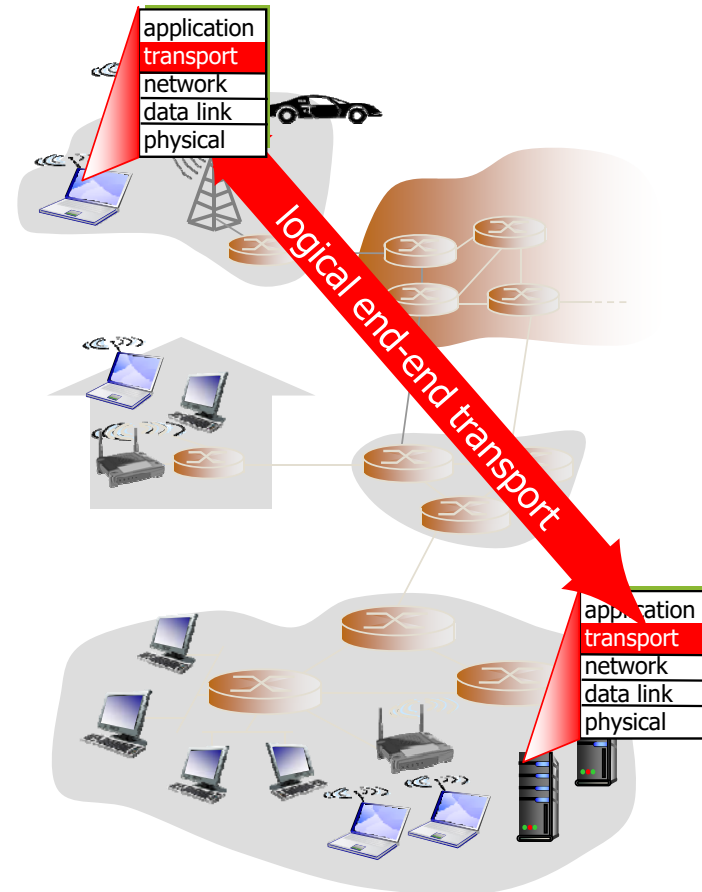 application
transport
network
data link
physical
logical end-end transport
application
transport
network
data link
physical